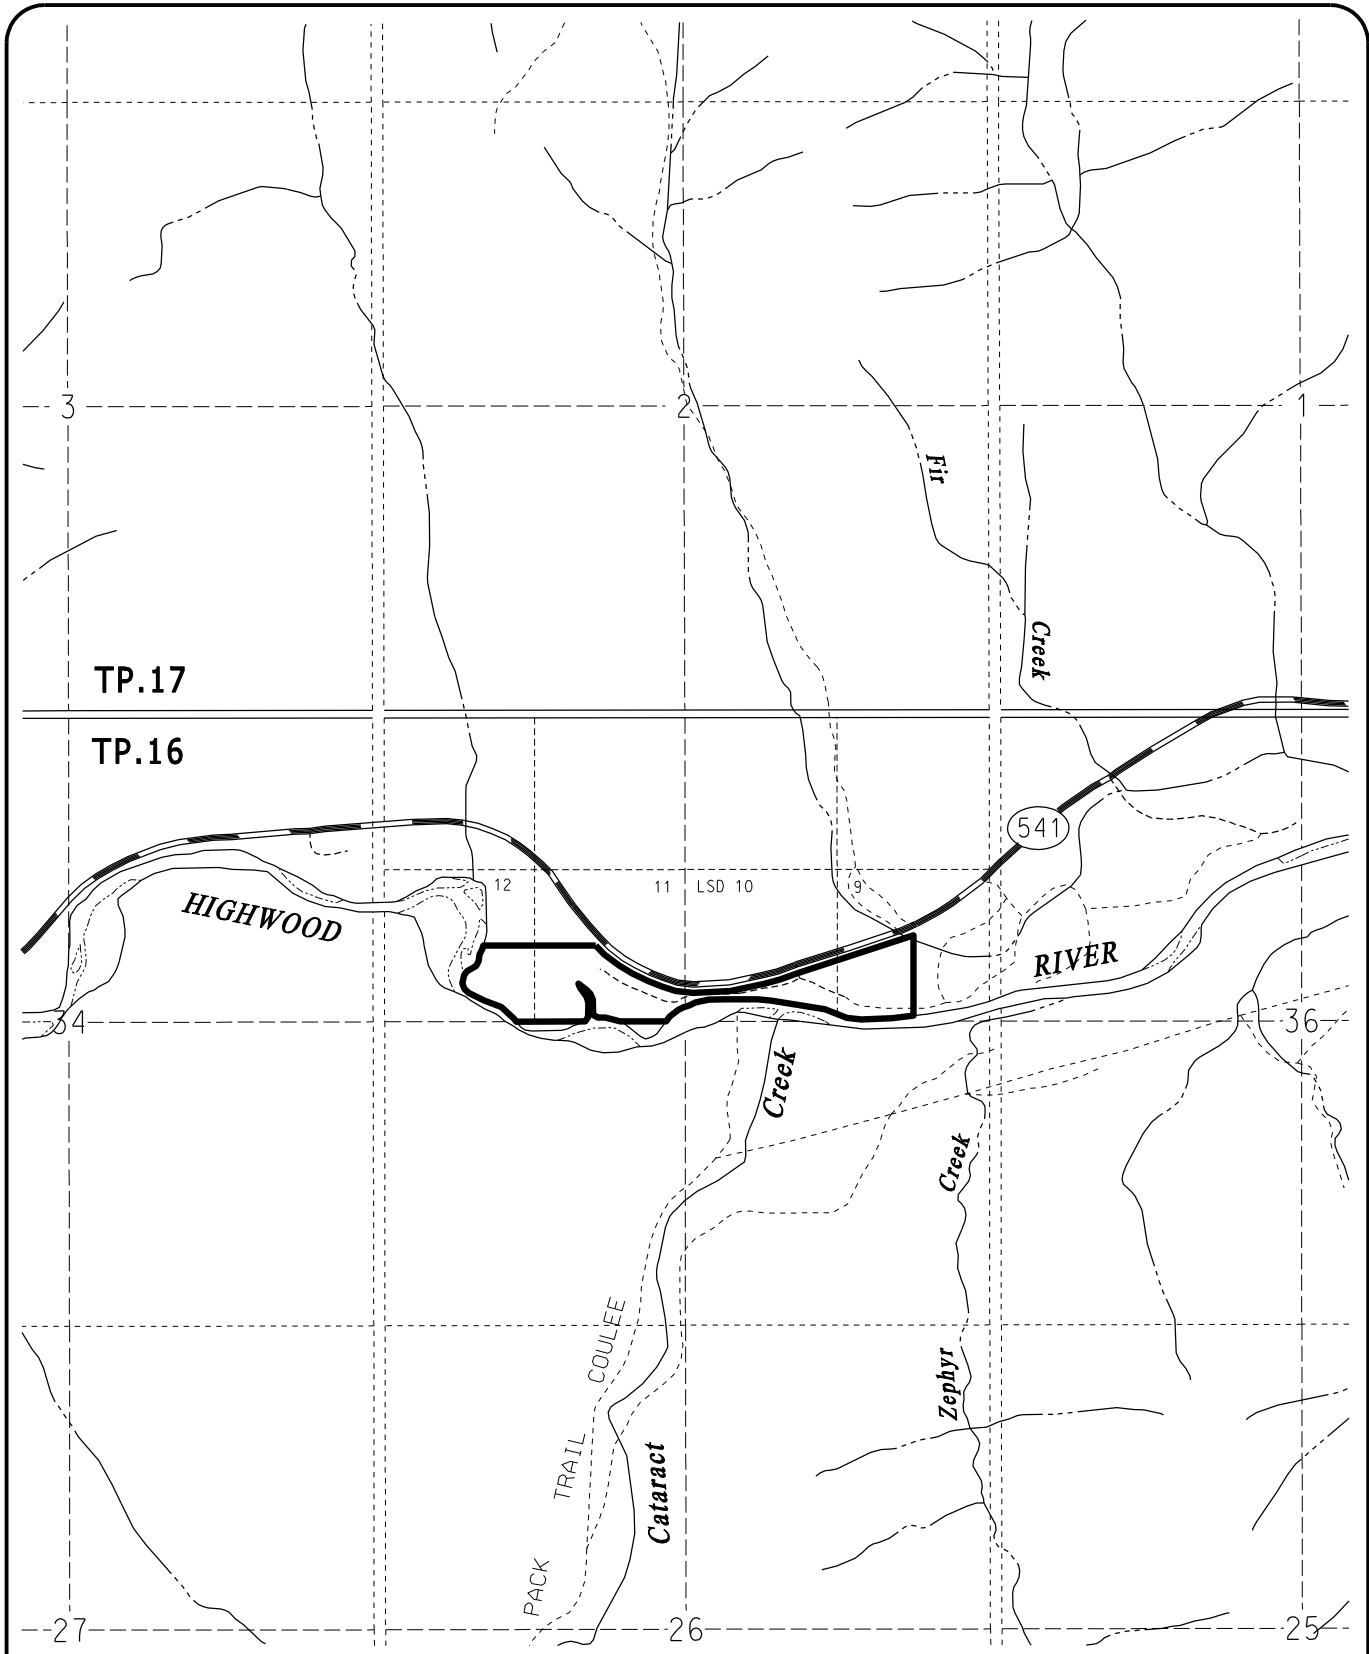 3
2
1
Fir
Creek
TP.17
TP.16
541
12
11
LSD 10
9
HIGHWOOD
RIVER
34
36
Creek
Creek
COULEE
Zephyr
TRAIL
Cataract
PACK
27
26
25